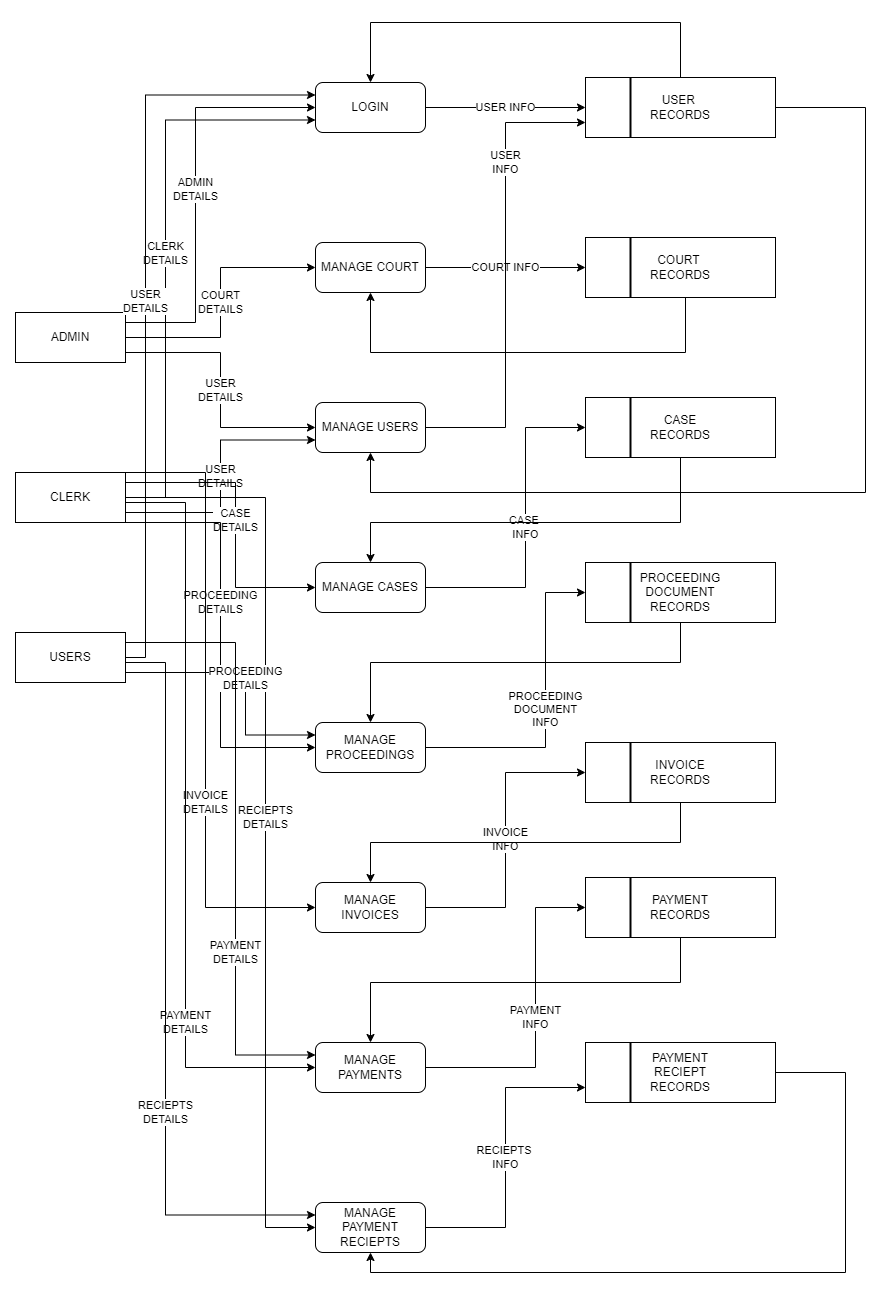 LOGIN
USER INFO
USER
RECORDS
USER
INFO
ADMIN
DETAILS
CLERK
DETAILS
USER
DETAILS
COURT
DETAILS
MANAGE COURT
COURT INFO
COURT
RECORDS
ADMIN
USER
DETAILS
MANAGE USERS
CASE
RECORDS
CLERK
USER
DETAILS
CASE
DETAILS
CASE
INFO
MANAGE CASES
PROCEEDING
DOCUMENT
RECORDS
PROCEEDING
DETAILS
USERS
PROCEEDING
DETAILS
PROCEEDING
DOCUMENT
INFO
MANAGE
PROCEEDINGS
INVOICE
RECORDS
INVOICE
DETAILS
RECIEPTS
DETAILS
INVOICE
INFO
MANAGE
INVOICES
PAYMENT
RECORDS
PAYMENT
DETAILS
PAYMENT
DETAILS
PAYMENT
INFO
MANAGE
PAYMENTS
PAYMENT
RECIEPT
RECORDS
RECIEPTS
DETAILS
RECIEPTS
INFO
MANAGE
PAYMENT
RECIEPTS